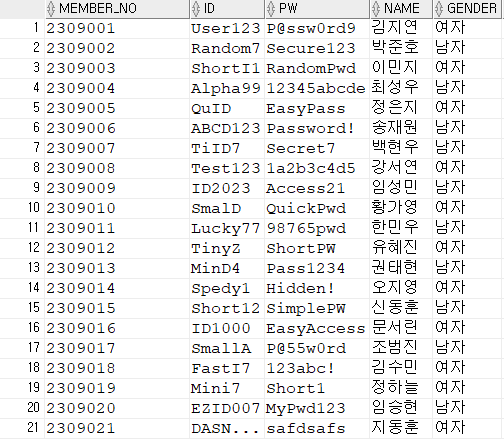 MEMBER_NO ID PW NAME GENDER
1 2309001 User123 P@ssw0rd9 김지연 여자
2 2309002 Random7 Secure123 박준호 남자
3 2309003 ShortI1 RandomPwd 이민지 여자
4 2309004 Alpha99 12345abcde 최성우 남자
5 2309005 QuID EasyPass 정은지 여자
6 2309006 ABCD123 Password! 송재원 남자
7 2309007 TiID7 Secret7 백현우 남자
8 2309008 Test123 1a2b3c4d5 강서연 여자
9 2309009 ID2023 Access21 임성민 남자
10 2309010 SmalD QuickPwd 황가영 여자
11 2309011 Lucky77 98765pwd 한민우 남자
12 2309012 TinyZ ShortPW 유혜진 여자
13 2309013 MinD4 Pass1234 권태현 남자
14 2309014 Spedy1 Hidden! 오지영 여자
15 2309015 Short12 SimplePW 신동훈 남자
16 2309016 ID1000 EasyAccess 문서린 여자
17 2309017 SmallA P@55w0rd 조범진 남자
18 2309018 FastI7 123abc! 김수민 여자
19 2309019 Mini7 Short1 정하늘 여자
20 2309020 EZID007 MyPwd123 임승현 남자
21 2309021 DASN... safdsafs 지동훈 여자